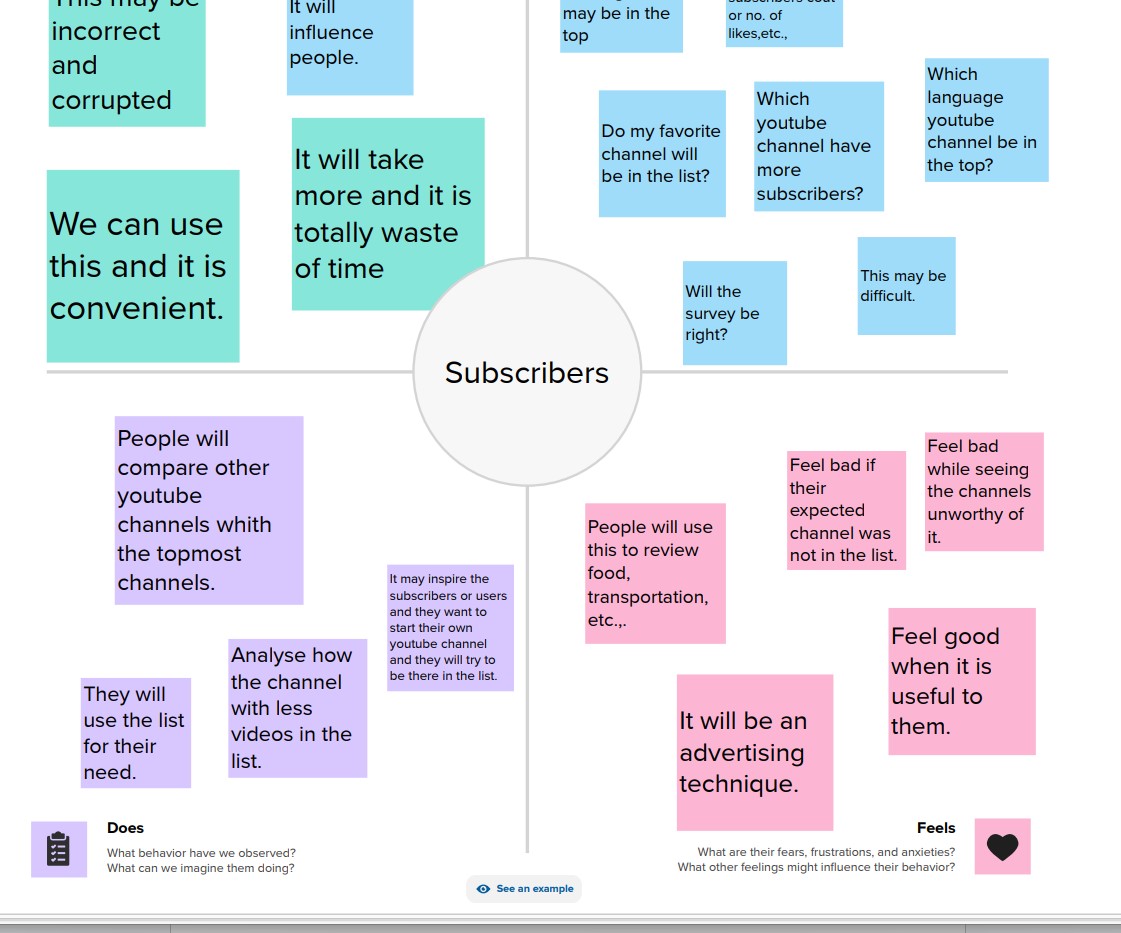 This may be
incorrect
and
corrupted
It will
influence
people.
We can use
this and it is
convenient.
It will take
more and it is
totally waste
of time
may be in the
top
subscribers cout
or no. of
likes,etc.,
Do my favorite
channel will
be in the list?
Which
youtube
channel have
more
subscribers?
Which
language
youtube
channel be in
the top?
Will the
survey be
right?
This may be
difficult.
Subscribers
People will
compare other
youtube
channels whith
the topmost
channels.
It may inspire the
subscribers or users
and they want to
start their own
youtube channel
and they will try to
be there in the list.
Analyse how
the channel
with less
videos in the
list.
They will
use the list
for their
need.
People will use
this to review
food,
transportation,
etc.,.
Feel bad if
their
expected
channel was
not in the list.
Feel bad
while seeing
the channels
unworthy of
it.
Feel good
when it is
useful to
them.
It will be an
advertising
technique.
Does
What behavior have we observed?
What can we imagine them doing?
Feels
What are their fears, frustrations, and anxieties?
What other feelings might influence their behavior?
See an example